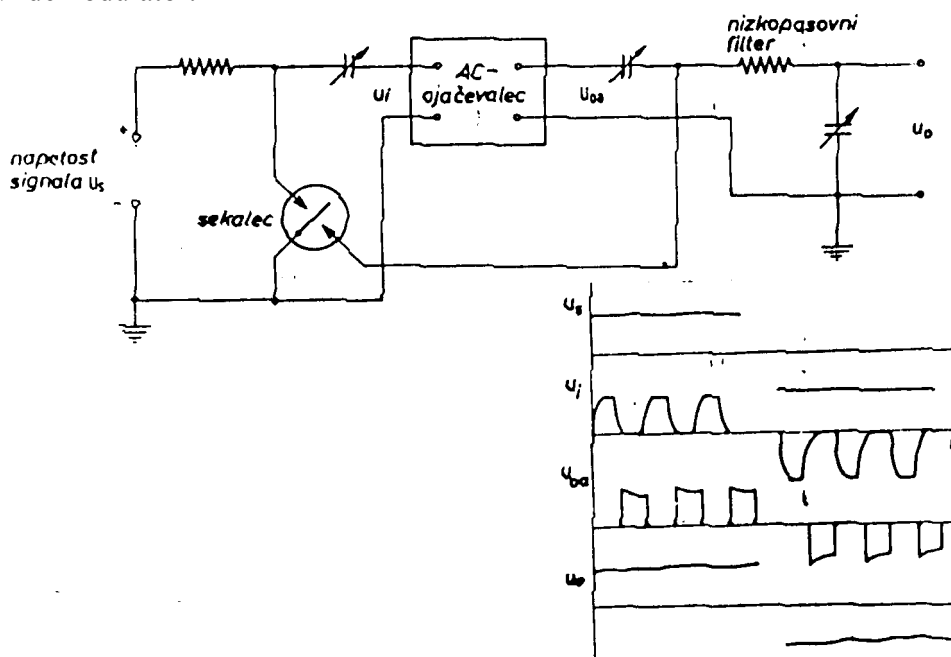 nizkopasovni
filter
AC-
ojačevalec
ui
uoa
uo
+
napetost
signala us
-
sekalec
us
ui
uoa
uo